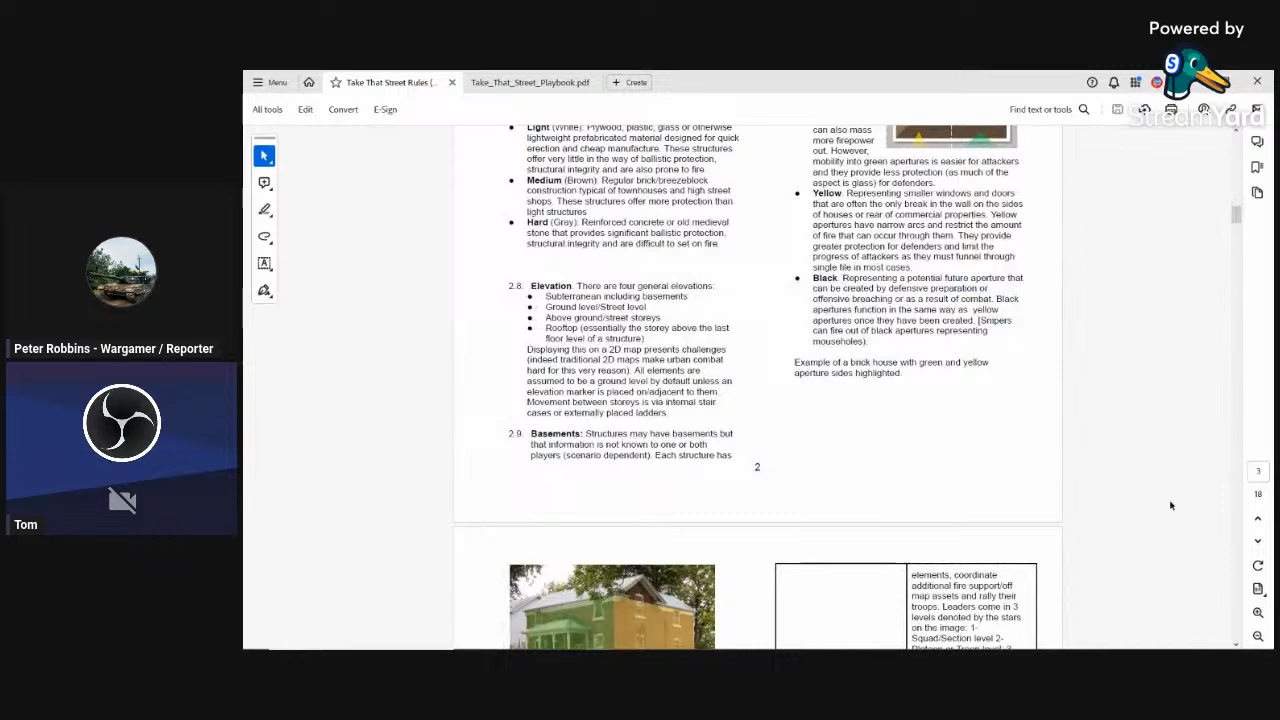 Powered by
StreamYard
Menu
Take That Street Rules (...
Take_That_Street_Playbook.pdf
+ Create
All tools
Edit
Convert
E-Sign
Find text or tools
Light (White): Plywood, plastic, glass or otherwise
lightweight prefabricated material designed for quick
erection and cheap manufacture. These structures
offer very little in the way of ballistic protection,
structural integrity and are also prone to fire
Medium (Brown): Regular brick/breezeblock
construction typical of townhouses and high street
shops. These structures offer more protection than
light structures
Hard (Gray): Reinforced concrete or old medieval
stone that provides significant ballistic protection,
structural integrity and are difficult to set on fire
2.8. Elevation. There are four general elevations:
Subterranean including basements
Ground level/Street level
Above ground/street storeys
Rooftop (essentially the storey above the last
floor level of a structure)
Displaying this on a 2D map presents challenges
(indeed traditional 2D maps make urban combat
hard for this very reason). All elements are
assumed to be a ground level by default unless an
elevation marker is placed on/adjacent to them.
Movement between storeys is via internal stair
cases or externally placed ladders.
2.9. Basements: Structures may have basements but
that information is not known to one or both
players (scenario dependent). Each structure has
can also mass
more firepower
out. However,
mobility into green apertures is easier for attackers
and they provide less protection (as much of the
aspect is glass) for defenders.
Yellow. Representing smaller windows and doors
that are often the only break in the wall on the sides
of houses or rear of commercial properties. Yellow
apertures have narrow arcs and restrict the amount
of fire that can occur through them. They provide
greater protection for defenders and limit the
progress of attackers as they must funnel through
single file in most cases.
Black. Representing a potential future aperture that
can be created by defensive preparation or
offensive breaching or as a result of combat. Black
apertures function in the same way as yellow
apertures once they have been created. [Snipers
can fire out of black apertures representing
mouseholes).
Example of a brick house with green and yellow
aperture sides highlighted.
2
elements, coordinate
additional fire support/off
map assets and rally their
troops. Leaders come in 3
levels denoted by the stars
on the image: 1-
Squad/Section level 2-
Platoon or Troop level: 3
3
18
Peter Robbins - Wargamer / Reporter
Tom